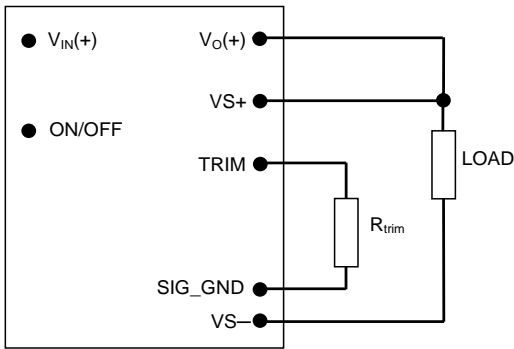 V_IN(+)
V_O(+)
VS+
ON/OFF
TRIM
LOAD
R_trim
SIG_GND
VS─